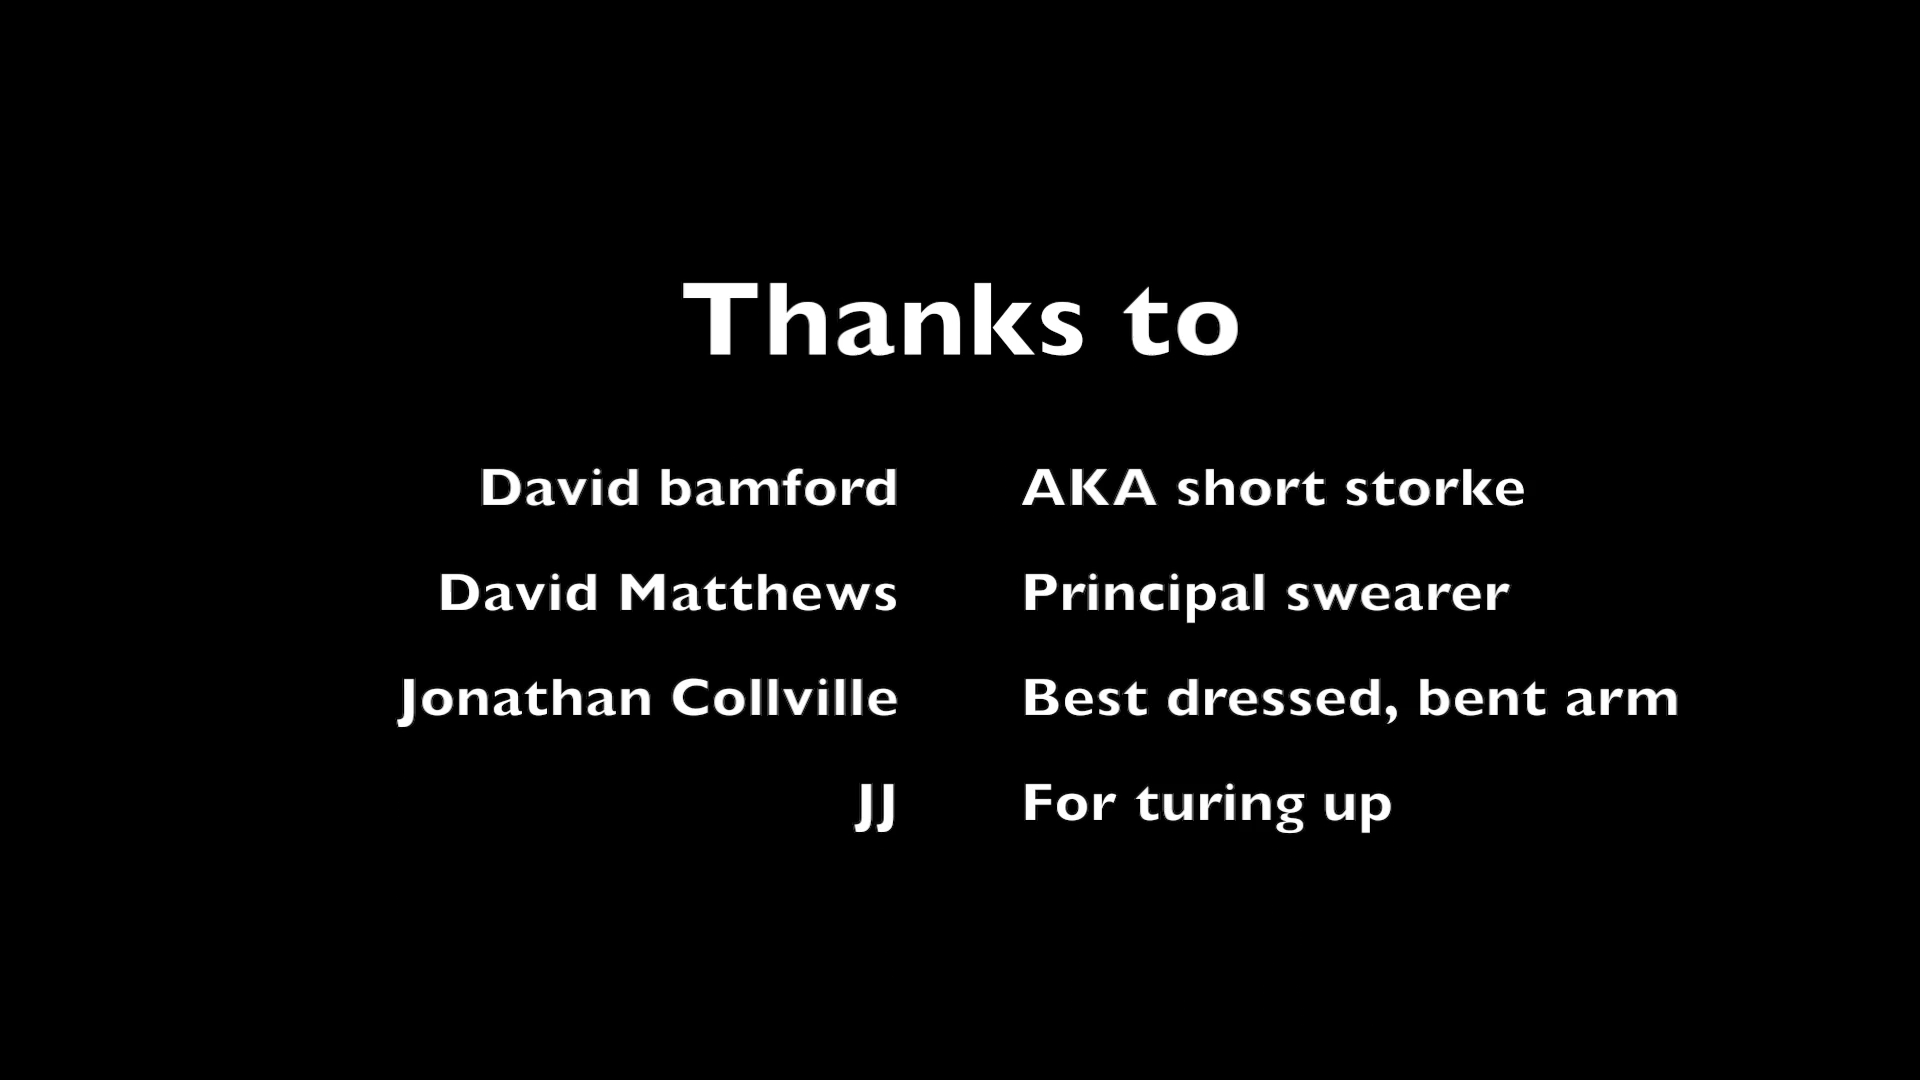 Thanks to
David bamford AKA short storke
David Matthews Principal swearer
Jonathan Collville Best dressed, bent arm
JJ For turing up